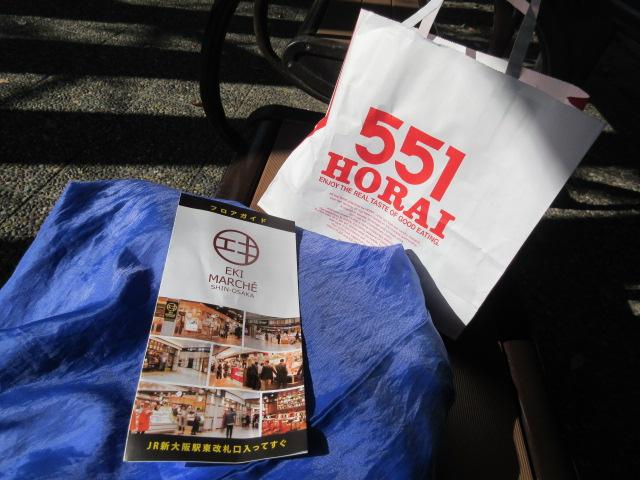 551
HORAI
ENJOY THE REAL TASTE OF GOOD EATING.
フロアガイド
エキ
EKI
MARCHÉ
SHIN-OSAKA
JR新大阪駅東改札口入ってすぐ